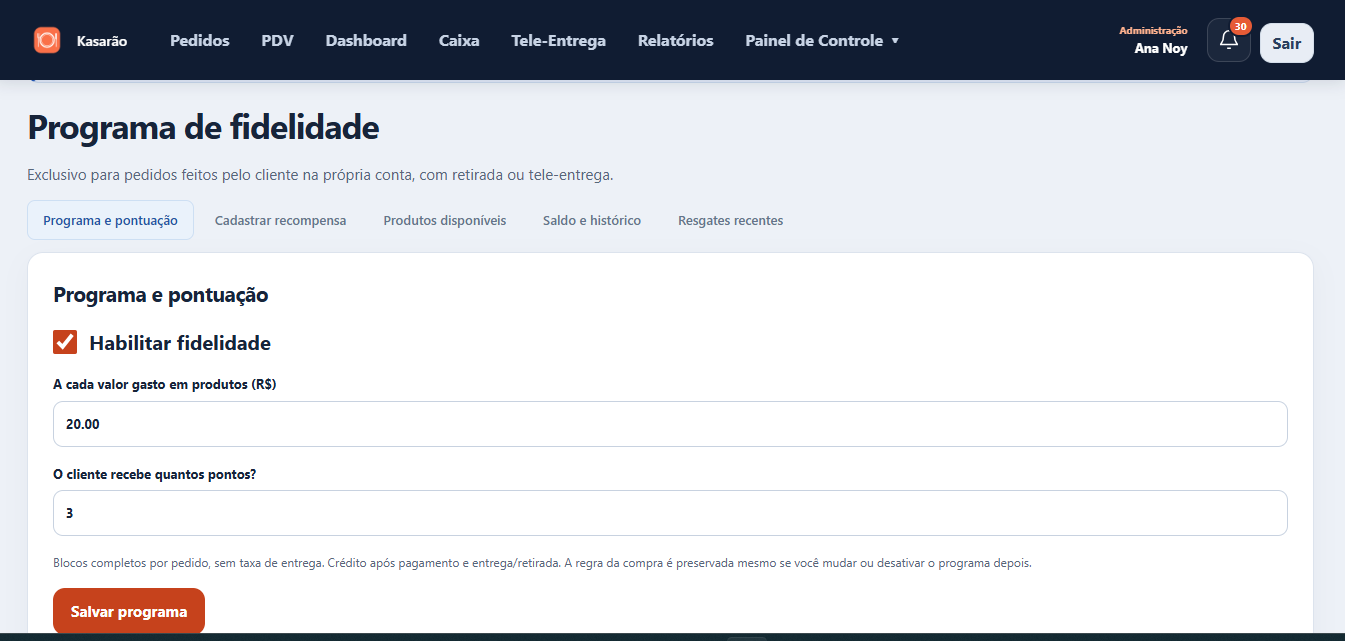 Kasarão
Pedidos
PDV
Dashboard
Caixa
Tele-Entrega
Relatórios
Painel de Controle
Administração
Ana Noy
30
Sair
Programa de fidelidade
Exclusivo para pedidos feitos pelo cliente na própria conta, com retirada ou tele-entrega.
Programa e pontuação
Cadastrar recompensa
Produtos disponíveis
Saldo e histórico
Resgates recentes
Programa e pontuação
Habilitar fidelidade
A cada valor gasto em produtos (R$)
20.00
O cliente recebe quantos pontos?
3
Blocos completos por pedido, sem taxa de entrega. Crédito após pagamento e entrega/retirada. A regra da compra é preservada mesmo se você mudar ou desativar o programa depois.
Salvar programa